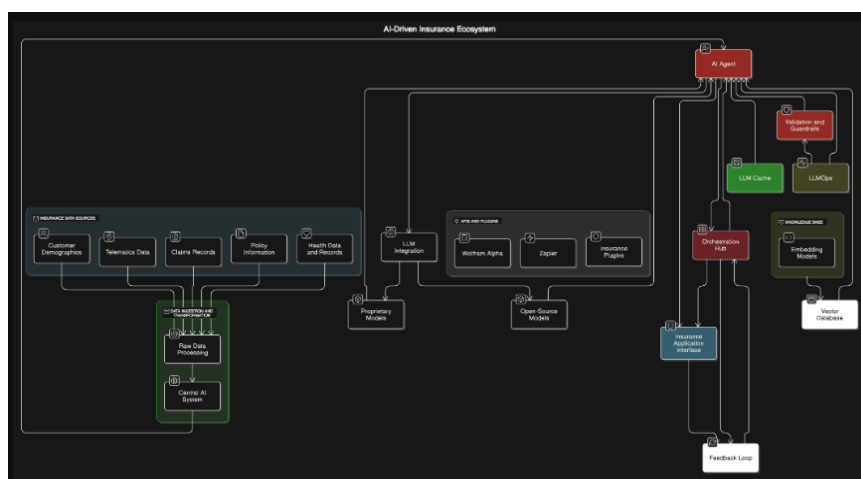 AI-Driven Insurance Ecosystem
AI Agent
Validation and
Guardrails
LLM Cache
LLMOps
INSURANCE DATA SOURCES
Customer
Demographics
Telematics Data
Claims Records
Policy
Information
Health Data
and Records
LLM
Integration
APIS AND PLUGINS
Wolfram Alpha
Zapier
Insurance
Plugins
Orchestration
Hub
KNOWLEDGE BASE
Embedding
Models
DATA INGESTION AND
TRANSFORMATION
Proprietary
Models
Open-Source
Models
Vector
Database
Raw Data
Processing
Insurance
Application
Interface
Central AI
System
Feedback Loop